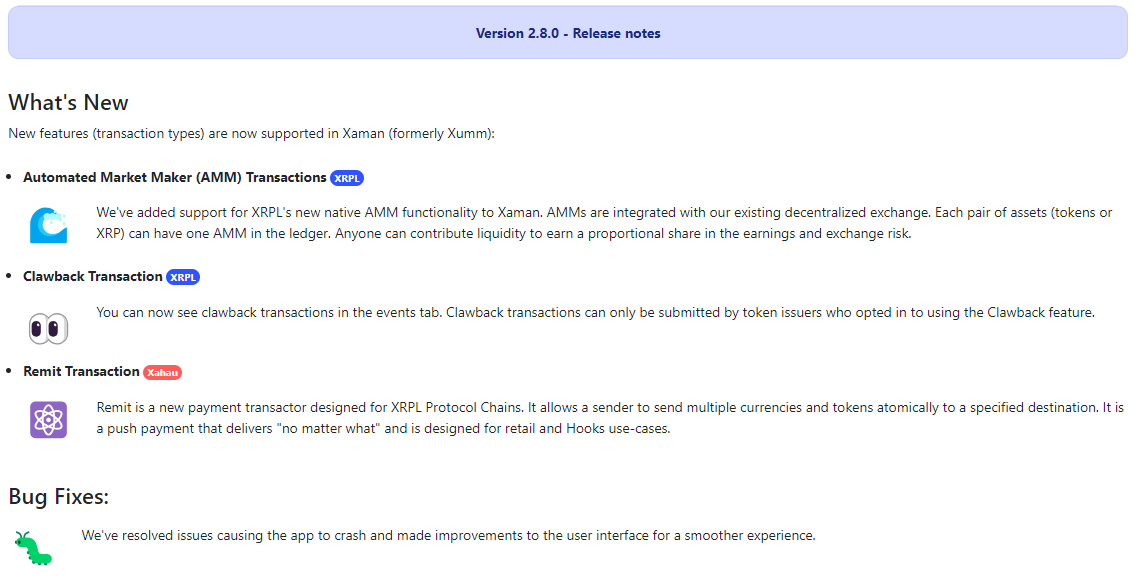 Version 2.8.0 - Release notes
What's New
New features (transaction types) are now supported in Xaman (formerly Xumm):
Automated Market Maker (AMM) Transactions XRPL
We've added support for XRPL's new native AMM functionality to Xaman. AMMs are integrated with our existing decentralized exchange. Each pair of assets (tokens or
XRP) can have one AMM in the ledger. Anyone can contribute liquidity to earn a proportional share in the earnings and exchange risk.
Clawback Transaction XRPL
You can now see clawback transactions in the events tab. Clawback transactions can only be submitted by token issuers who opted in to using the Clawback feature.
Remit Transaction Xahau
Remit is a new payment transactor designed for XRPL Protocol Chains. It allows a sender to send multiple currencies and tokens atomically to a specified destination. It is
a push payment that delivers "no matter what" and is designed for retail and Hooks use-cases.
Bug Fixes:
We've resolved issues causing the app to crash and made improvements to the user interface for a smoother experience.